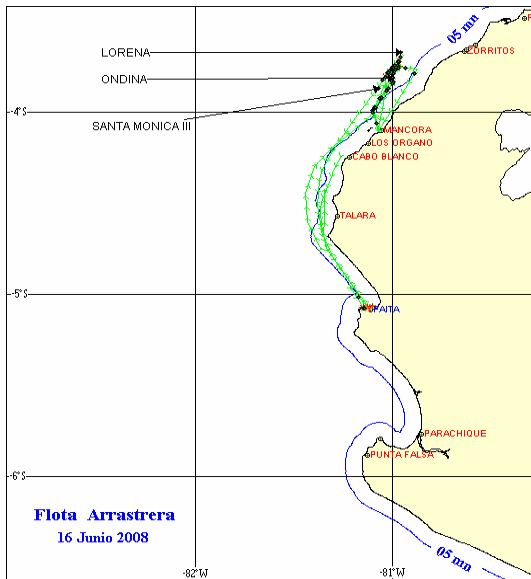 05 mn
LORENA
ZORRITOS
ONDINA
-4°S
SANTA MONICA III
MANCORA
LOS ORGANO
CABO BLANCO
TALARA
-5°S
PAITA
PARACHIQUE
PUNTA FALSA
-6°S
Flota Arrastrera
16 Junio 2008
05 mn
-82°W
-81°W